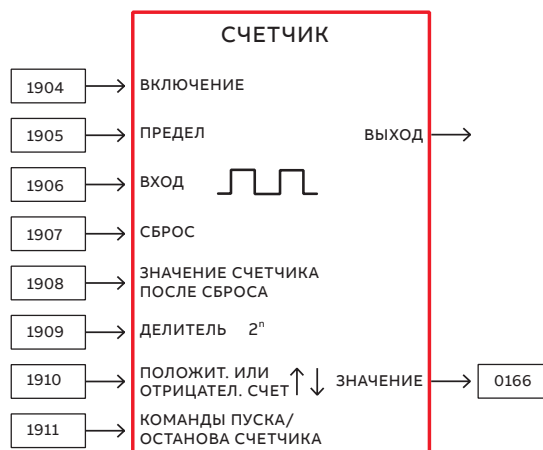 СЧЕТЧИК
1904 ВКЛЮЧЕНИЕ
1905 ПРЕДЕЛ ВЫХОД
1906 ВХОД
1907 СБРОС
1908 ЗНАЧЕНИЕ СЧЕТЧИКА
ПОСЛЕ СБРОСА
1909 ДЕЛИТЕЛЬ 2ⁿ
1910 ПОЛОЖИТ. ИЛИ
ОТРИЦАТЕЛ. СЧЕТ ЗНАЧЕНИЕ 0166
1911 КОМАНДЫ ПУСКА/
ОСТАНОВА СЧЕТЧИКА